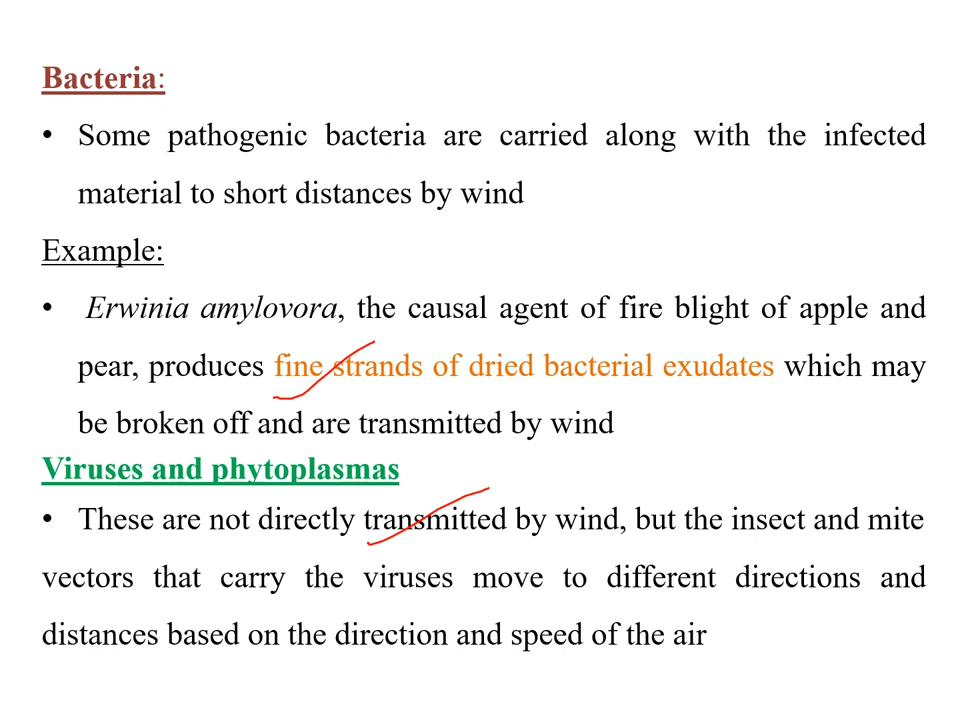 Bacteria:
• Some pathogenic bacteria are carried along with the infected
material to short distances by wind
Example:
• Erwinia amylovora, the causal agent of fire blight of apple and
pear, produces fine strands of dried bacterial exudates which may
be broken off and are transmitted by wind
Viruses and phytoplasmas
• These are not directly transmitted by wind, but the insect and mite
vectors that carry the viruses move to different directions and
distances based on the direction and speed of the air